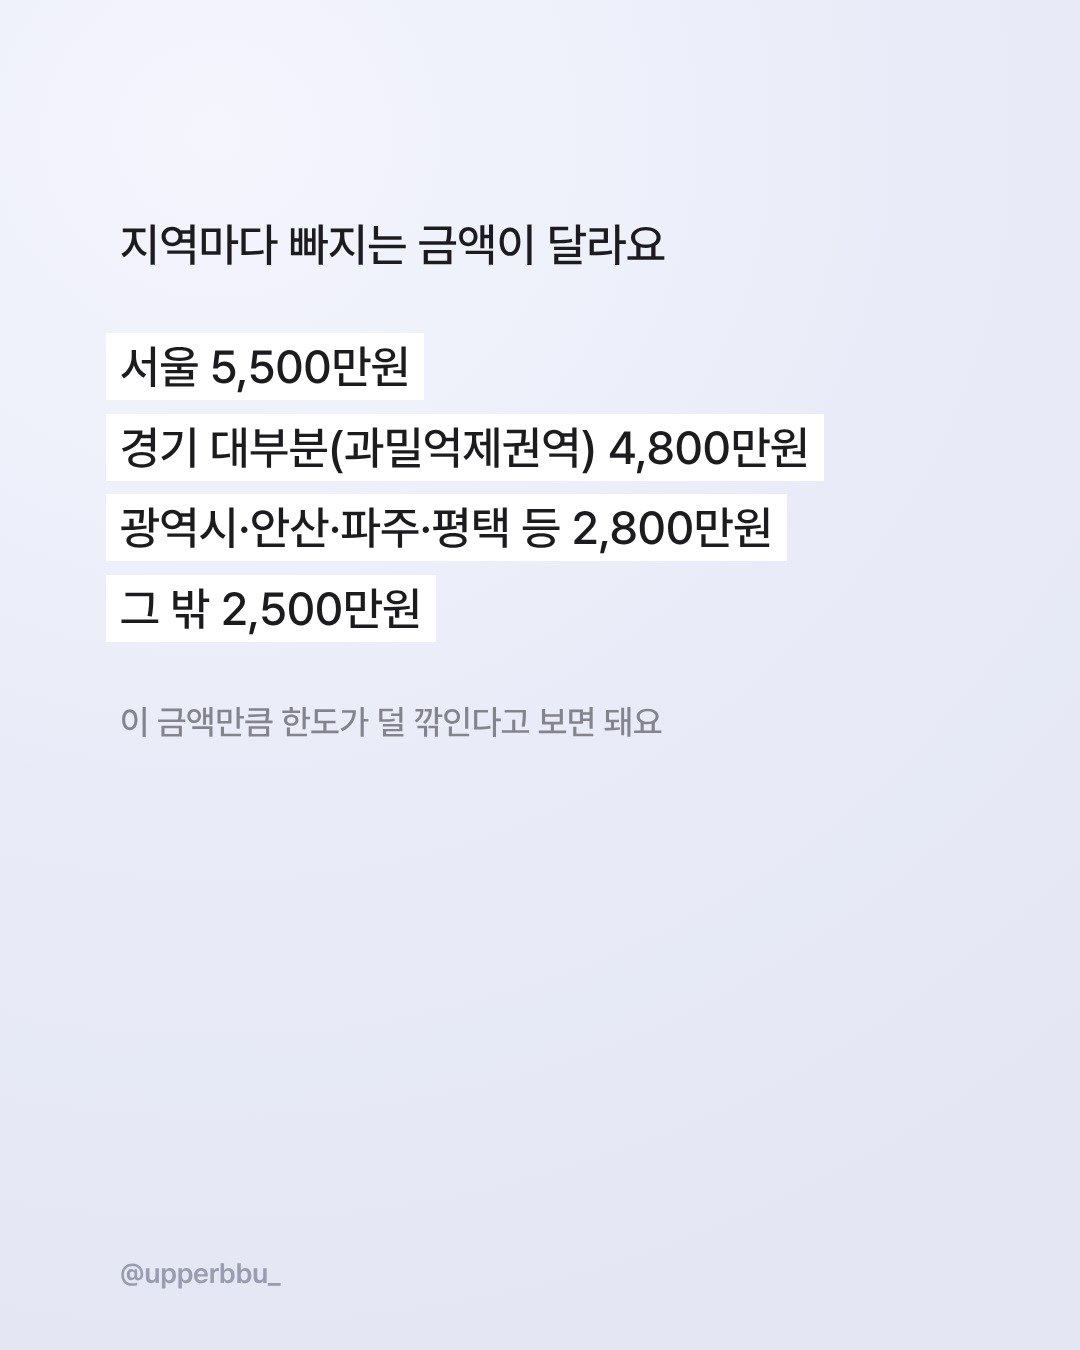 지역마다 빠지는 금액이 달라요
서울 5,500만원
경기 대부분(과밀억제권역) 4,800만원
광역시·안산·파주·평택 등 2,800만원
그 밖 2,500만원
이 금액만큼 한도가 덜 깎인다고 보면 돼요
@upperbbu_